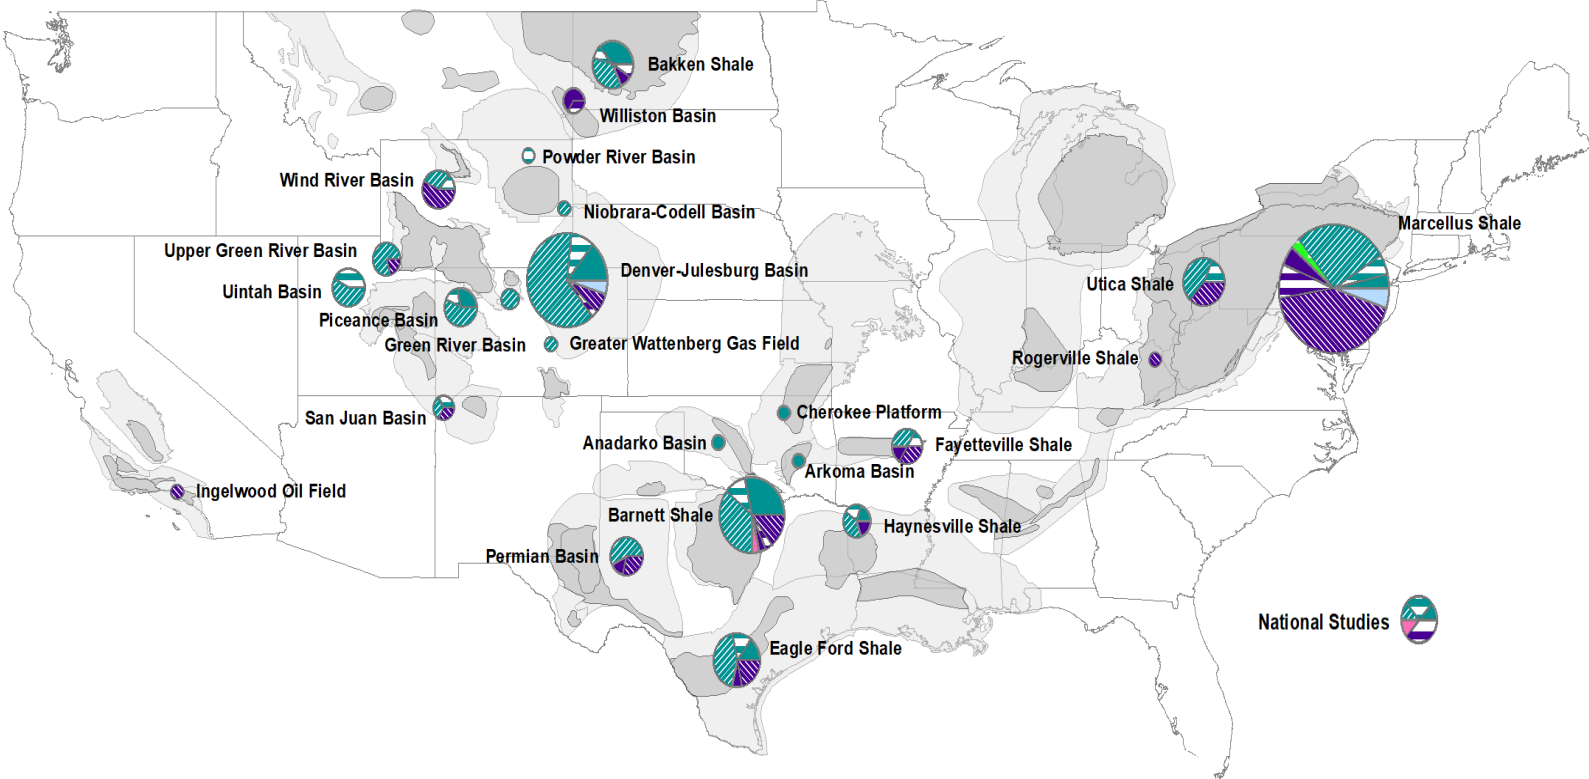 Bakken Shale
Williston Basin
Powder River Basin
Wind River Basin
Niobrara-Codell Basin
Marcellus Shale
Upper Green River Basin
Denver-Julesburg Basin
Utica Shale
Uintah Basin
Piceance Basin
Green River Basin
Greater Wattenberg Gas Field
Rogerville Shale
San Juan Basin
Cherokee Platform
Anadarko Basin
Fayetteville Shale
Arkoma Basin
Ingelwood Oil Field
Barnett Shale
Haynesville Shale
Permian Basin
National Studies
Eagle Ford Shale